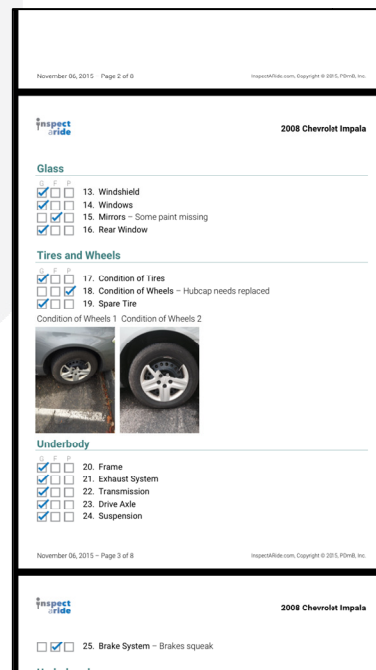 November 06, 2015 – Page 2 of 8
InspectARide.com, Copyright © 2015, POmB, Inc.
inspect
aride
2008 Chevrolet Impala
Glass
G F P
13. Windshield
14. Windows
15. Mirrors – Some paint missing
16. Rear Window
Tires and Wheels
G F P
17. Condition of Tires
18. Condition of Wheels – Hubcap needs replaced
19. Spare Tire
Condition of Wheels 1 Condition of Wheels 2
Underbody
G F P
20. Frame
21. Exhaust System
22. Transmission
23. Drive Axle
24. Suspension
November 06, 2015 – Page 3 of 8
InspectARide.com, Copyright © 2015, POmB, Inc.
inspect
aride
2008 Chevrolet Impala
25. Brake System – Brakes squeak